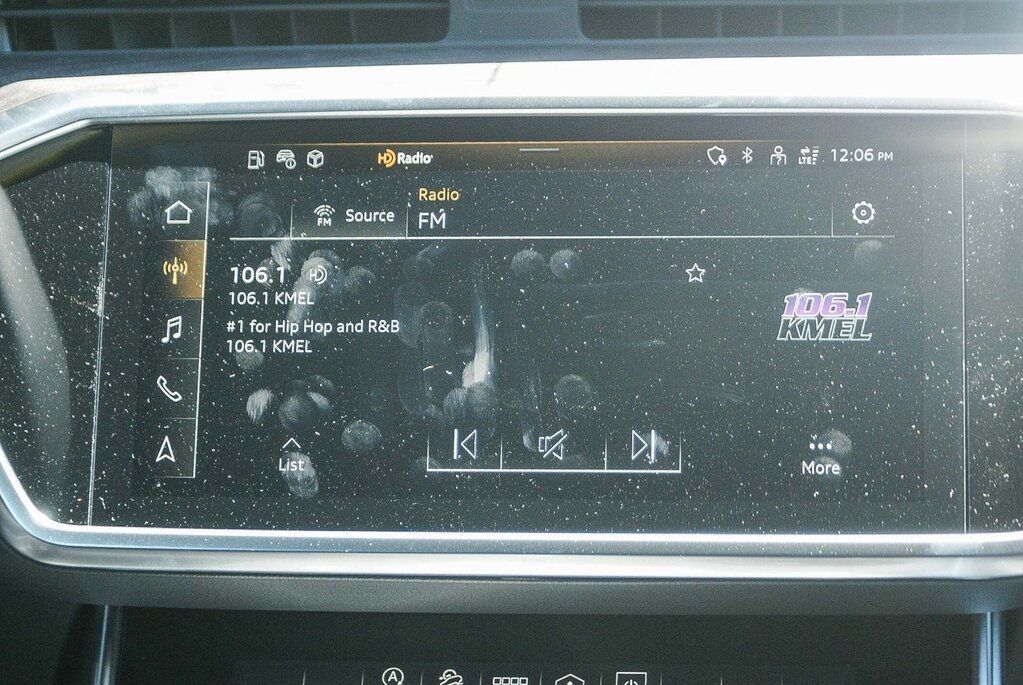 HD Radio
LTE
12:06 PM
FM
Source
Radio
FM
106.1 HD
106.1 KMEL
#1 for Hip Hop and R&B
106.1 KMEL
106.1
KMEL
List
More
A